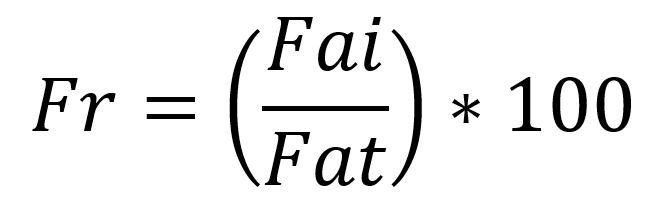 Fr = (Fai/Fat) * 100